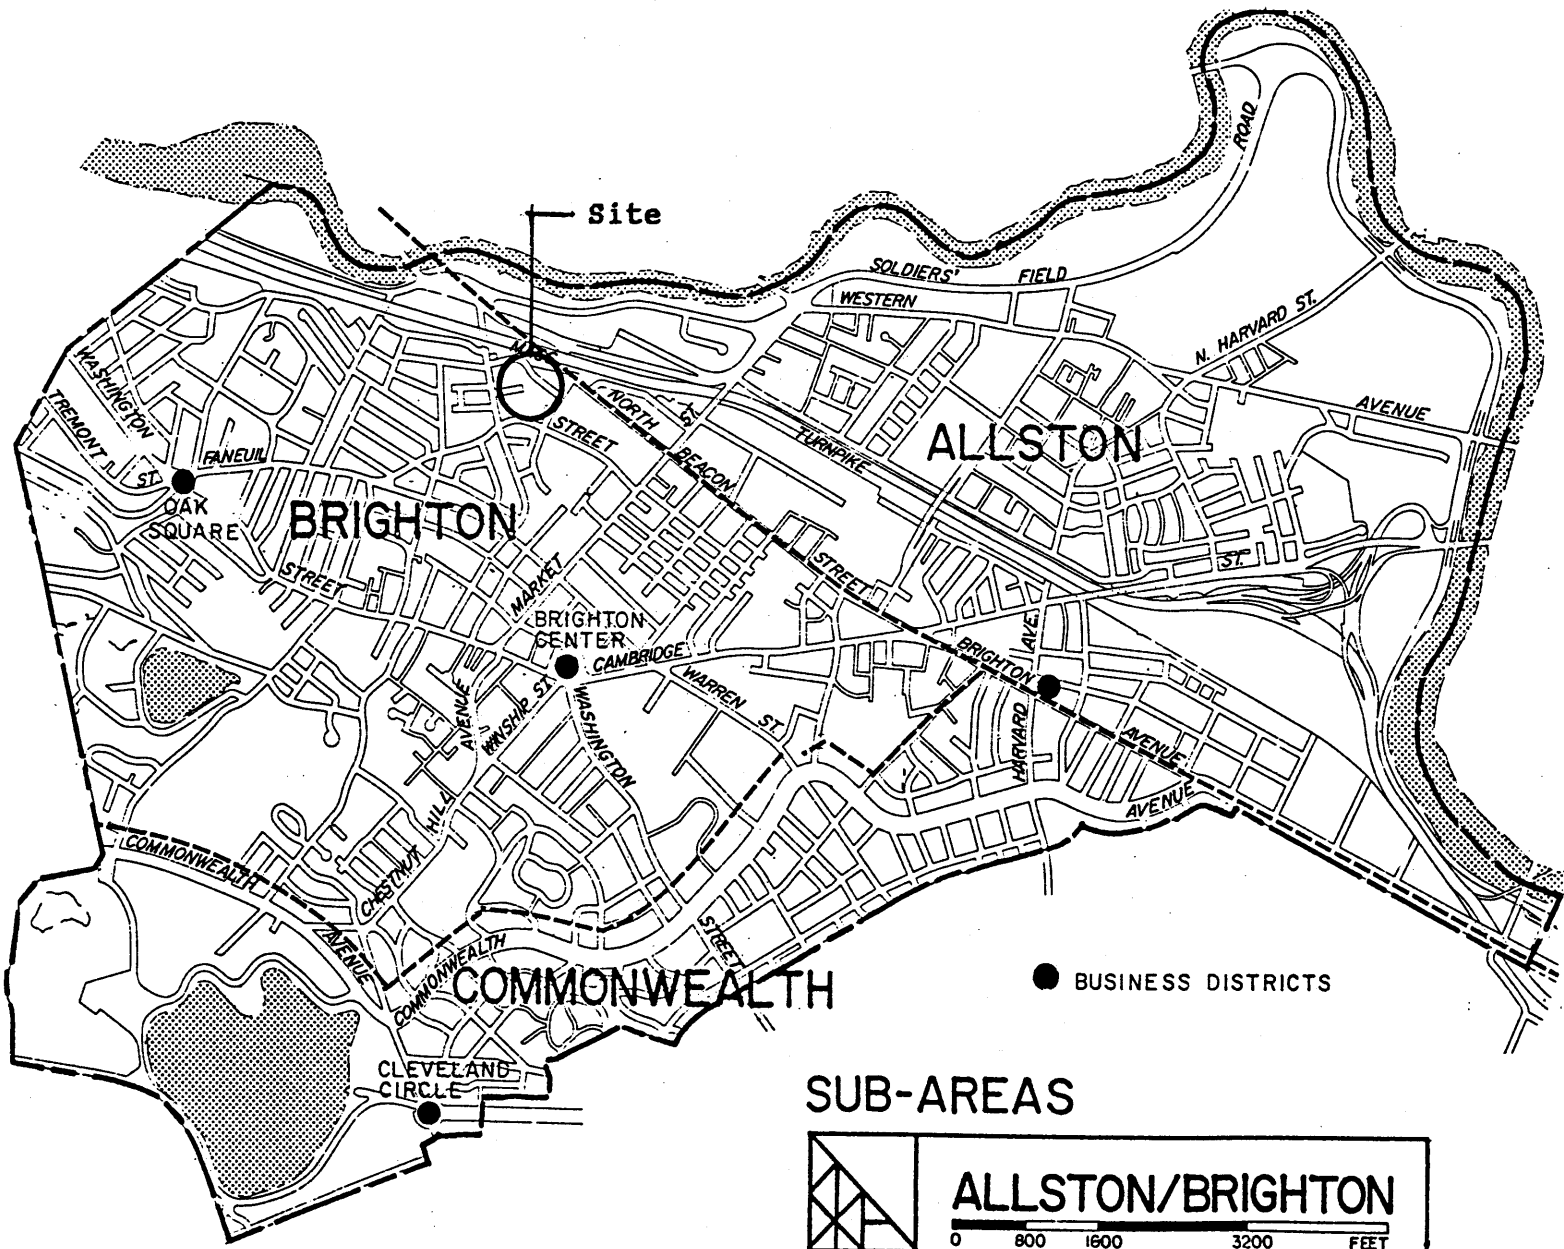 ROAD
Site
SOLDIERS' FIELD
WESTERN
N. HARVARD ST.
AVENUE
MASS.
NORTH
ST.
STREET
BEACON
TURNPIKE
ALLSTON
WASHINGTON
TREMONT
ST.
FANEUIL
OAK
SQUARE
BRIGHTON
STREET
MARKET
STREET
ST.
BRIGHTON
CENTER
CAMBRIDGE
AVE.
BRIGHTON
WARREN ST.
AVENUE
WINSHIP ST.
WASHINGTON
HARVARD
AVENUE
AVENUE
HILL
CHESTNUT
COMMONWEALTH
AVENUE
COMMONWEALTH
STREET
COMMONWEALTH
BUSINESS DISTRICTS
CLEVELAND
CIRCLE
SUB-AREAS
ALLSTON/BRIGHTON
0 800 1600 3200 FEET